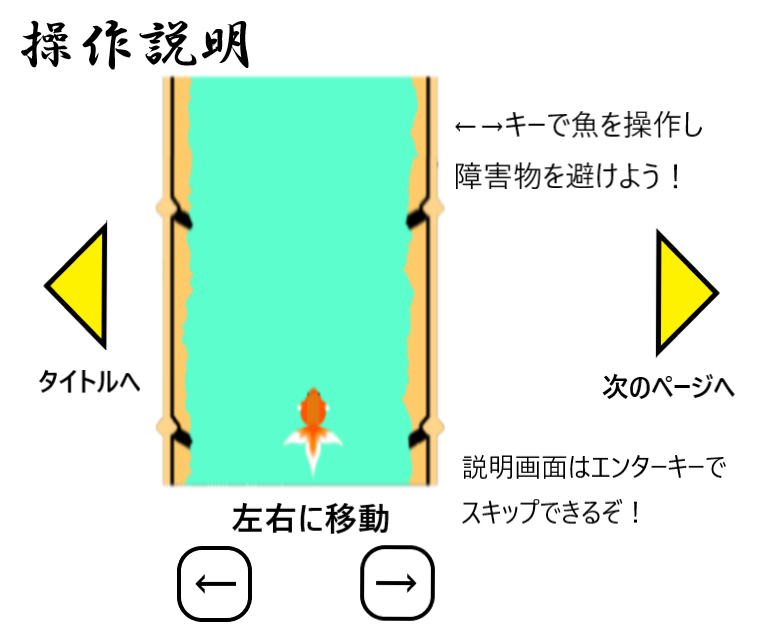 操作説明
←→キーで魚を操作し
障害物を避けよう！
タイトルへ
次のページへ
説明画面はエンターキーで
スキップできるぞ！
左右に移動
← →